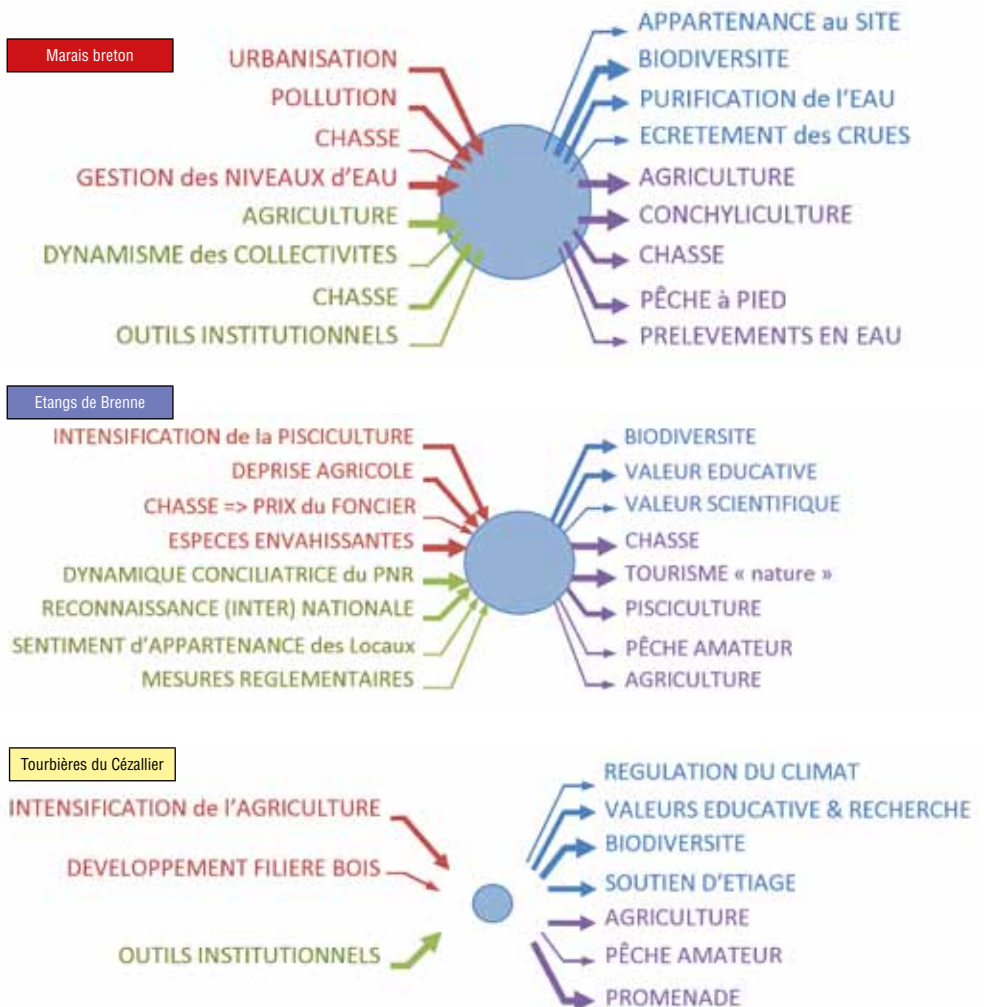 Marais breton
URBANISATION
POLLUTION
CHASSE
GESTION des NIVEAUX d'EAU
AGRICULTURE
DYNAMISME des COLLECTIVITES
CHASSE
OUTILS INSTITUTIONNELS
APPARTENANCE au SITE
BIODIVERSITE
PURIFICATION de l'EAU
ECRETEMENT des CRUES
AGRICULTURE
CONCHYLICULTURE
CHASSE
PÊCHE à PIED
PRELEVEMENTS EN EAU
Etangs de Brenne
INTENSIFICATION de la PISCICULTURE
DEPRISE AGRICOLE
CHASSE => PRIX du FONCIER
ESPECES ENVAHISSANTES
DYNAMIQUE CONCILIATRICE du PNR
RECONNAISSANCE (INTER) NATIONALE
SENTIMENT d'APPARTENANCE des Locaux
MESURES REGLEMENTAIRES
BIODIVERSITE
VALEUR EDUCATIVE
VALEUR SCIENTIFIQUE
CHASSE
TOURISME « nature »
PISCICULTURE
PÊCHE AMATEUR
AGRICULTURE
Tourbières du Cézallier
INTENSIFICATION de l'AGRICULTURE
DEVELOPPEMENT FILIERE BOIS
OUTILS INSTITUTIONNELS
REGULATION DU CLIMAT
VALEURS EDUCATIVE & RECHERCHE
BIODIVERSITE
SOUTIEN D'ETIAGE
AGRICULTURE
PÊCHE AMATEUR
PROMENADE